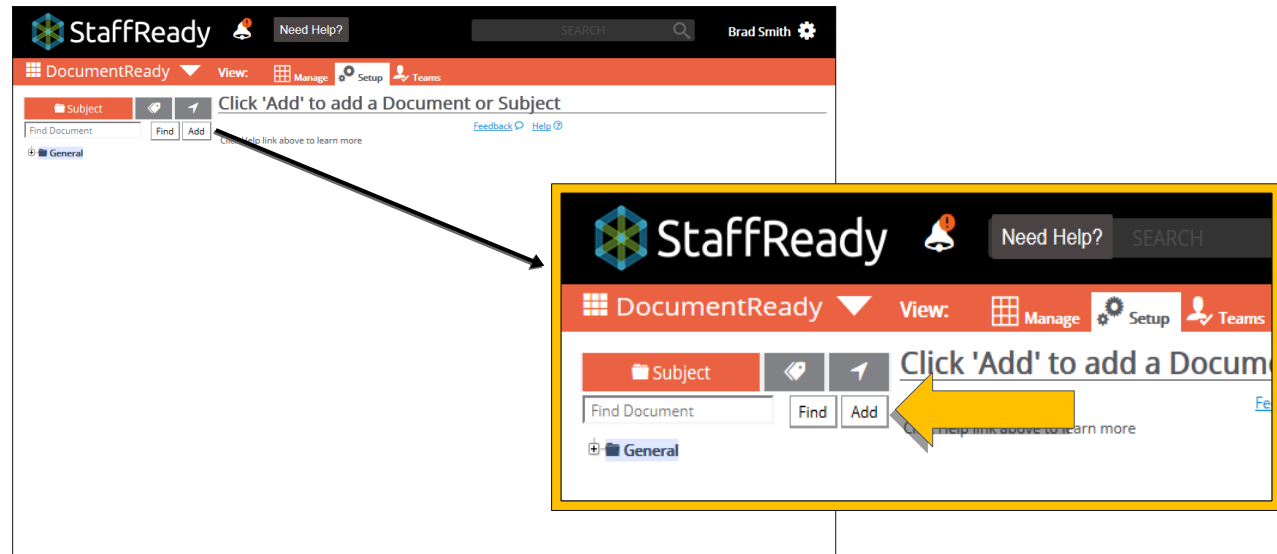 StaffReady Need Help? SEARCH Brad Smith
DocumentReady View: Manage Setup Teams
Subject Click 'Add' to add a Document or Subject
Find Document Find Add Feedback Help
Click Help link above to learn more
General
StaffReady Need Help? SEARCH
DocumentReady View: Manage Setup Teams
Subject Click 'Add' to add a Docum
Find Document Find Add Fe
Help link above to learn more
General